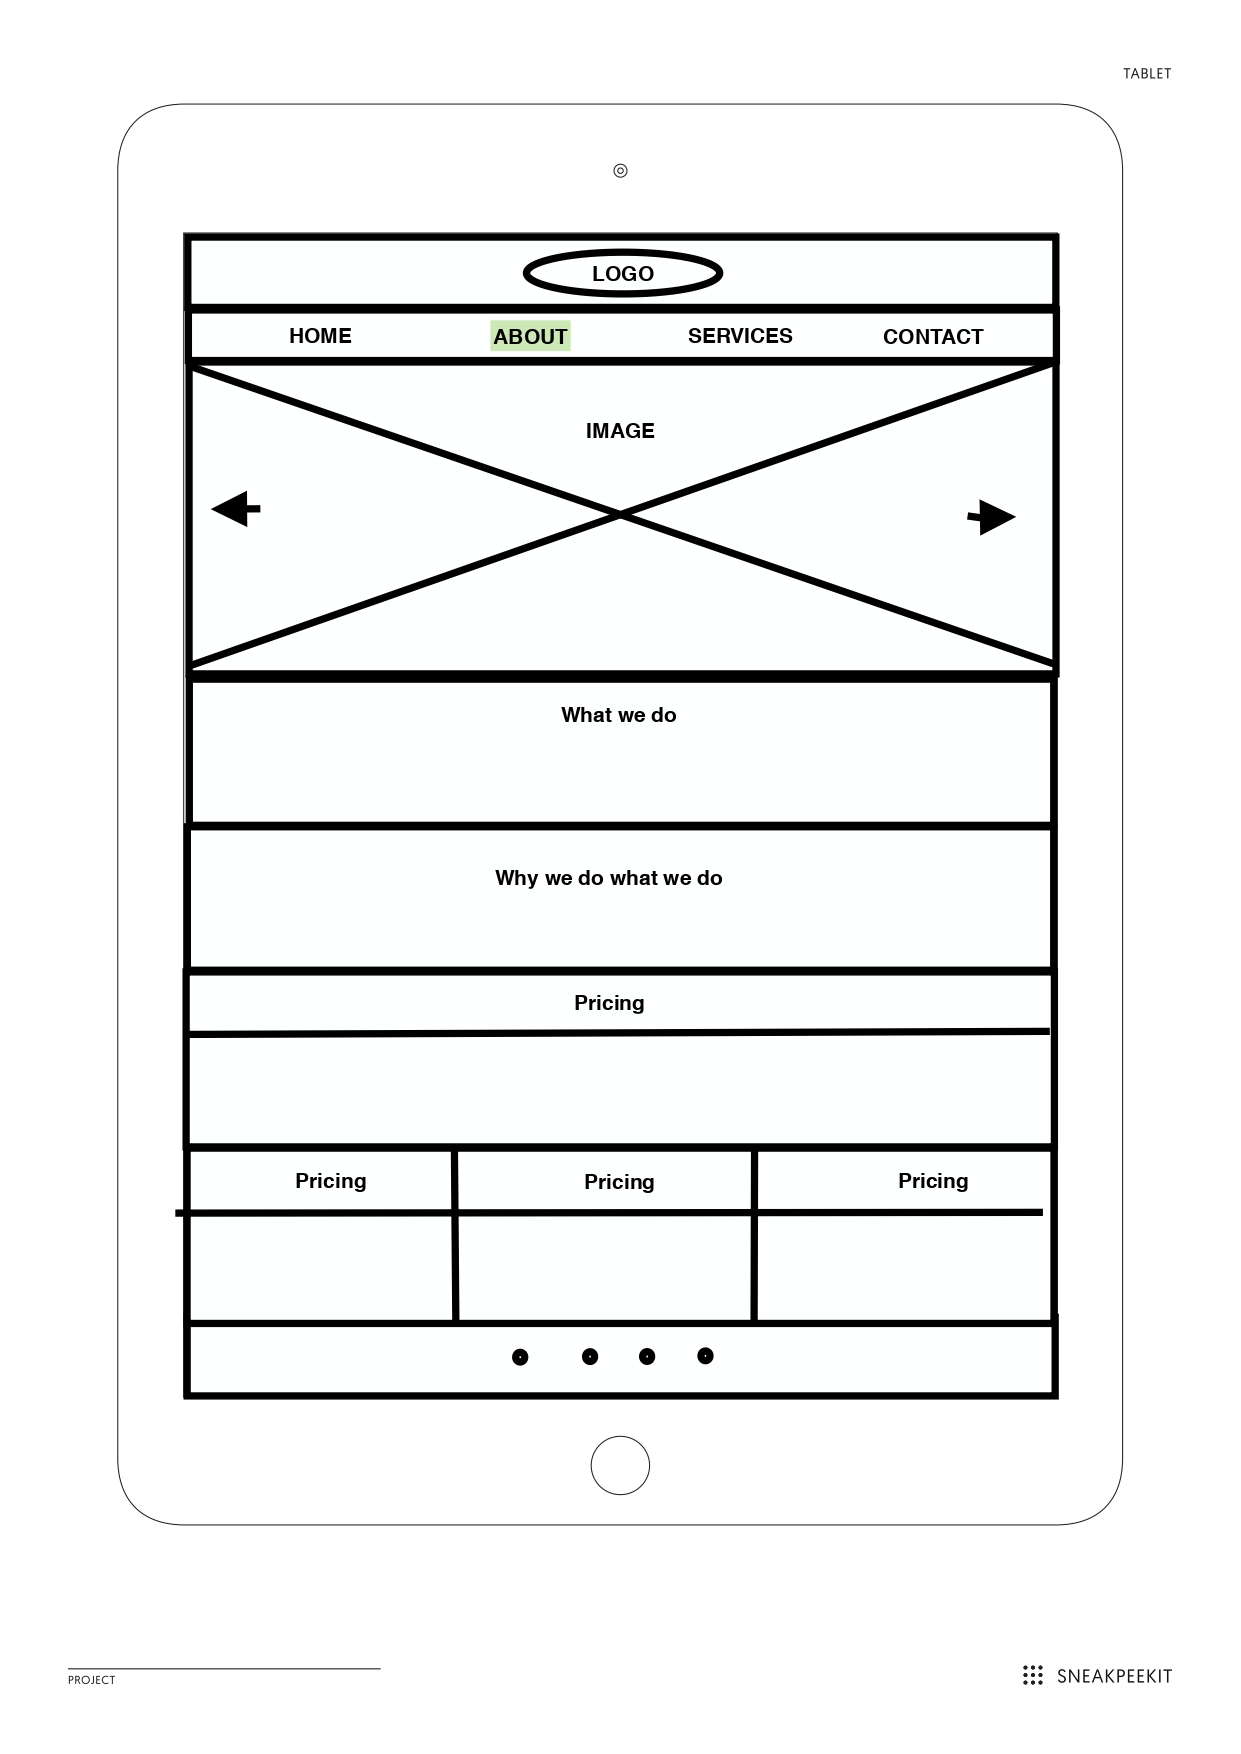 TABLET
LOGO
HOME ABOUT SERVICES CONTACT
IMAGE
What we do
Why we do what we do
Pricing
Pricing Pricing Pricing
PROJECT
SNEAKPEEKIT